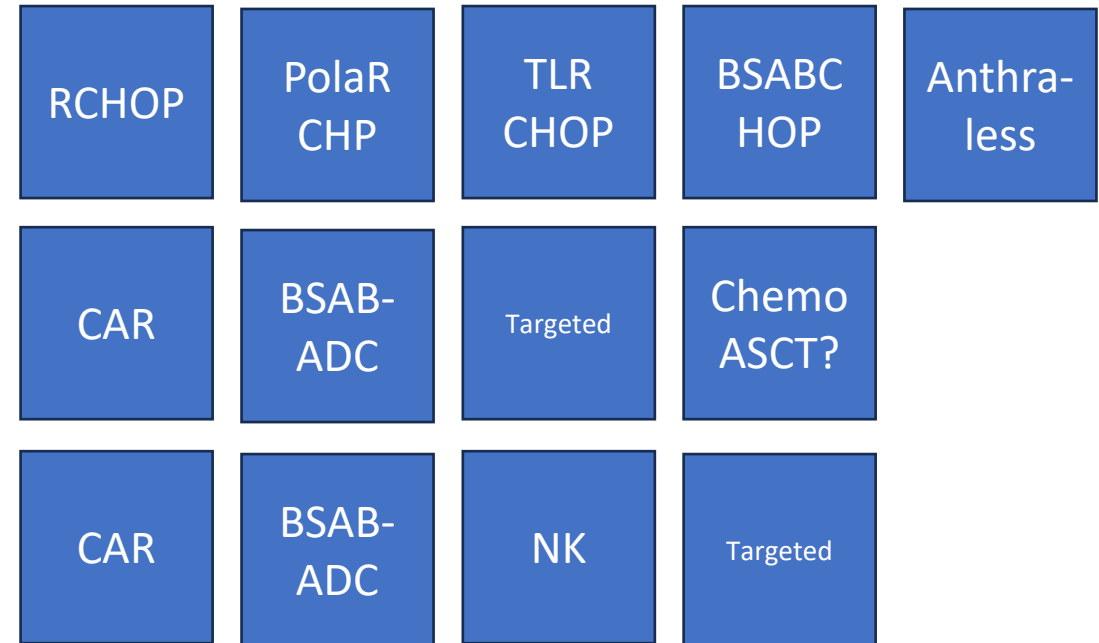 RCHOP
PolaR
CHP
TLR
CHOP
BSABC
HOP
Anthra-
less
CAR
BSAB-
ADC
Targeted
Chemo
ASCT?
CAR
BSAB-
ADC
NK
Targeted